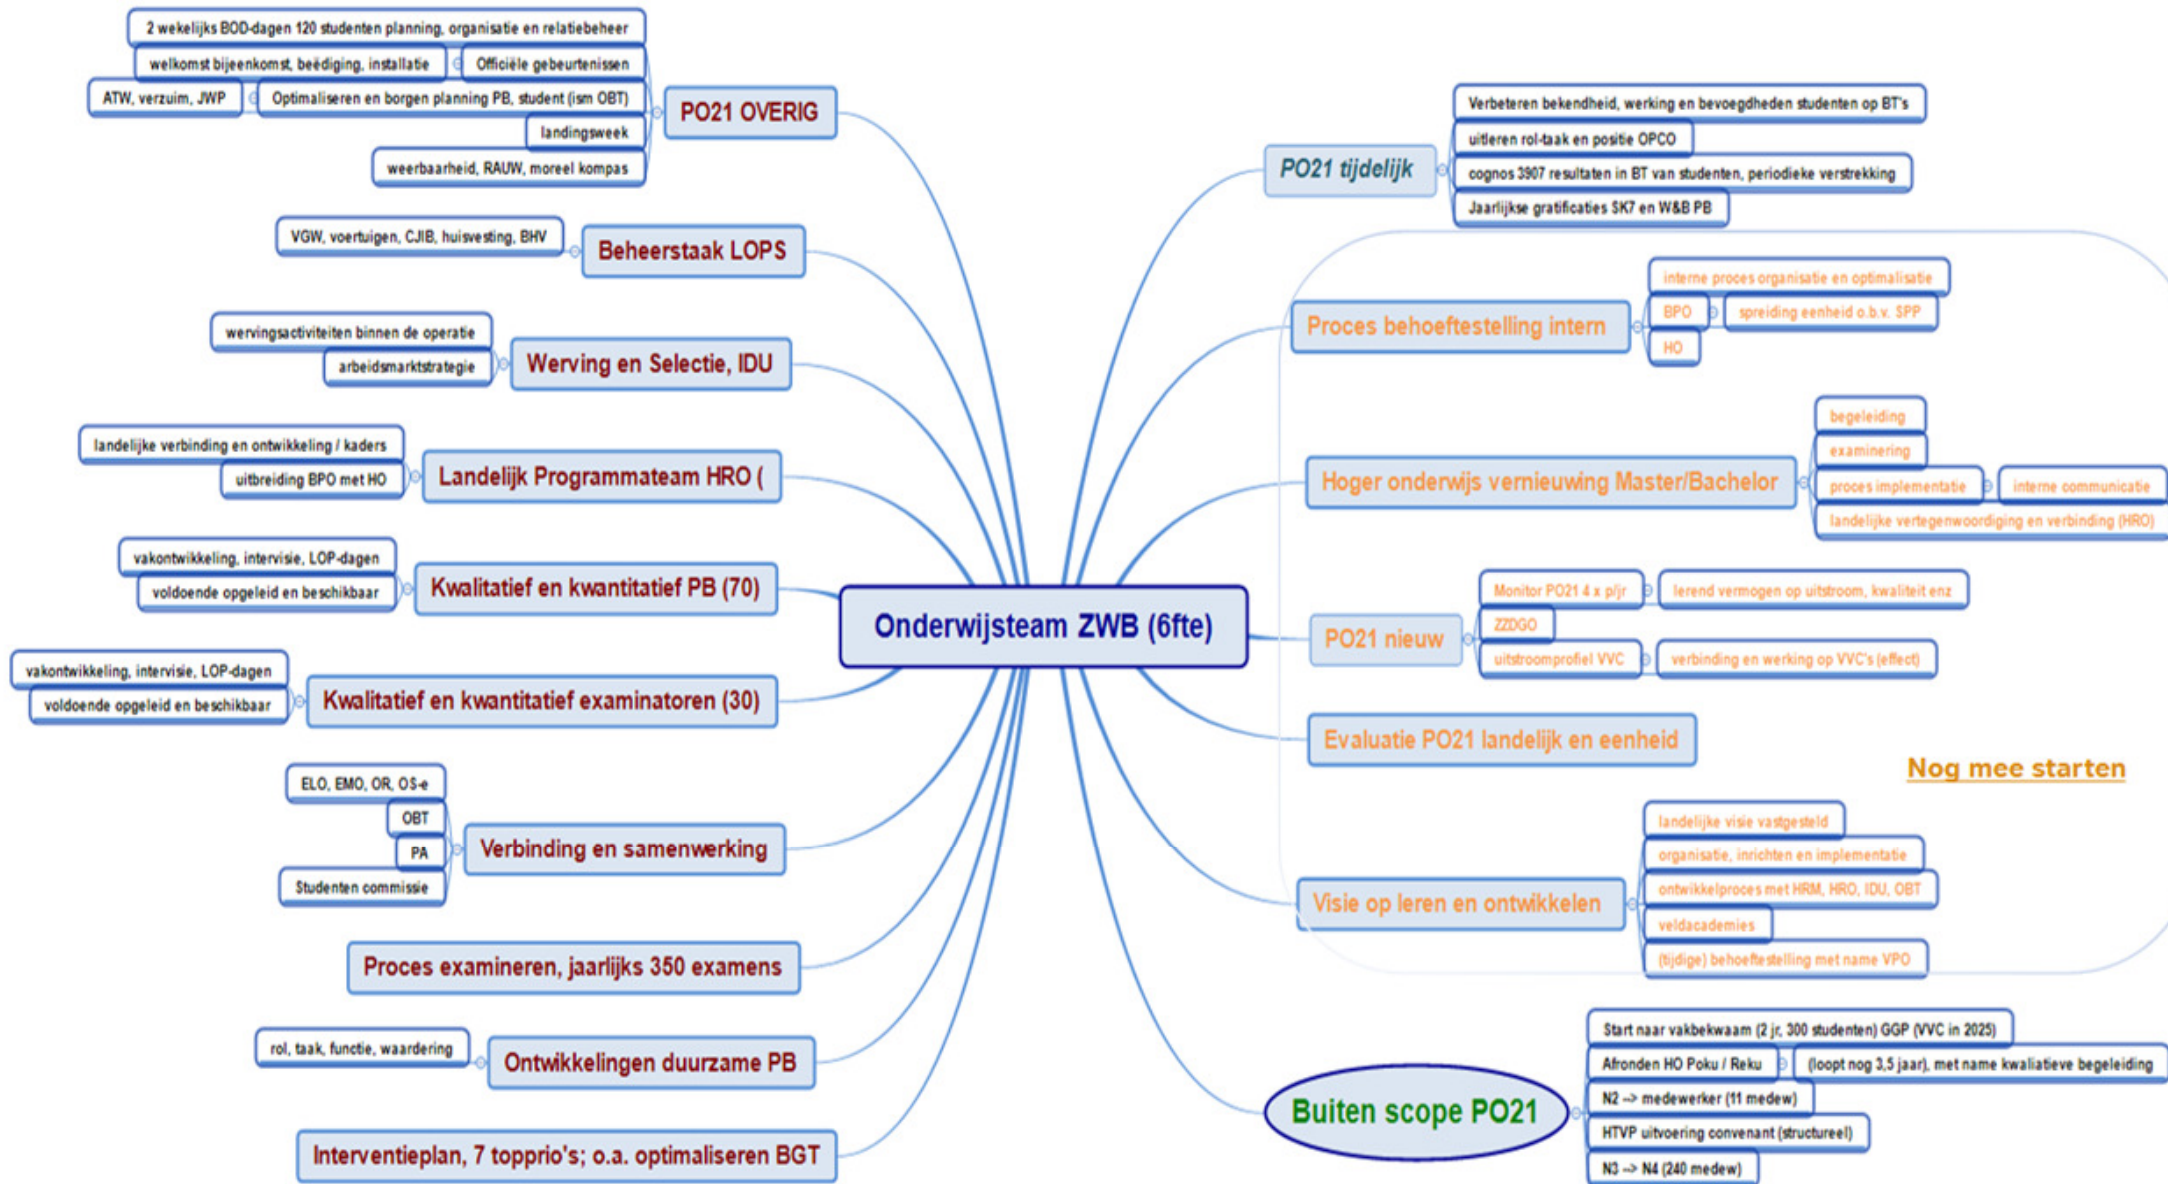 2 wekelijks BOD-dagen 120 studenten planning, organisatie en relatiebeheer
welkomst bijeenkomst, beëdiging, installatie
Officiële gebeurtenissen
ATW, verzuim, JWP
Optimaliseren en borgen planning PB, student (ism OBT)
landingsweek
weerbaarheid, RAUW, moreel kompas
PO21 OVERIG
VGW, voertuigen, CJIB, huisvesting, BHV
Beheerstaak LOPS
wervingsactiviteiten binnen de operatie
arbeidsmarktstrategie
Werving en Selectie, IDU
landelijke verbinding en ontwikkeling / kaders
uitbreiding BPO met HO
Landelijk Programmateam HRO (
vakontwikkeling, intervisie, LOP-dagen
voldoende opgeleid en beschikbaar
Kwalitatief en kwantitatief PB (70)
vakontwikkeling, intervisie, LOP-dagen
voldoende opgeleid en beschikbaar
Kwalitatief en kwantitatief examinatoren (30)
ELO, EMO, OR, OS-e
OBT
PA
Studenten commissie
Verbinding en samenwerking
Proces examineren, jaarlijks 350 examens
rol, taak, functie, waardering
Ontwikkelingen duurzame PB
Interventieplan, 7 topprio's; o.a. optimaliseren BGT
Onderwijsteam ZWB (6fte)
PO21 tijdelijk
Verbeteren bekendheid, werking en bevoegdheden studenten op BT's
uitleren rol-taak en positie OPCO
cognos 3907 resultaten in BT van studenten, periodieke verstrekking
Jaarlijkse gratificaties SK7 en W&B PB
Proces behoeftestelling intern
interne proces organisatie en optimalisatie
BPO
spreiding eenheid o.b.v. SPP
HO
Hoger onderwijs vernieuwing Master/Bachelor
begeleiding
examinering
proces implementatie
interne communicatie
landelijke vertegenwoordiging en verbinding (HRO)
PO21 nieuw
Monitor PO21 4 x p/jr
lerend vermogen op uitstroom, kwaliteit enz
ZZDGO
uitstroomprofiel VVC
verbinding en werking op VVC's (effect)
Evaluatie PO21 landelijk en eenheid
Nog mee starten
Visie op leren en ontwikkelen
landelijke visie vastgesteld
organisatie, inrichten en implementatie
ontwikkelproces met HRM, HRO, IDU, OBT
veldacademies
(tijdige) behoeftestelling met name VPO
Buiten scope PO21
Start naar vakbekwaam (2 jr, 300 studenten) GGP (VVC in 2025)
Afronden HO Poku / Reku
(loopt nog 3,5 jaar), met name kwaliatieve begeleiding
N2 --> medewerker (11 medew)
HTVP uitvoering convenant (structureel)
N3 --> N4 (240 medew)